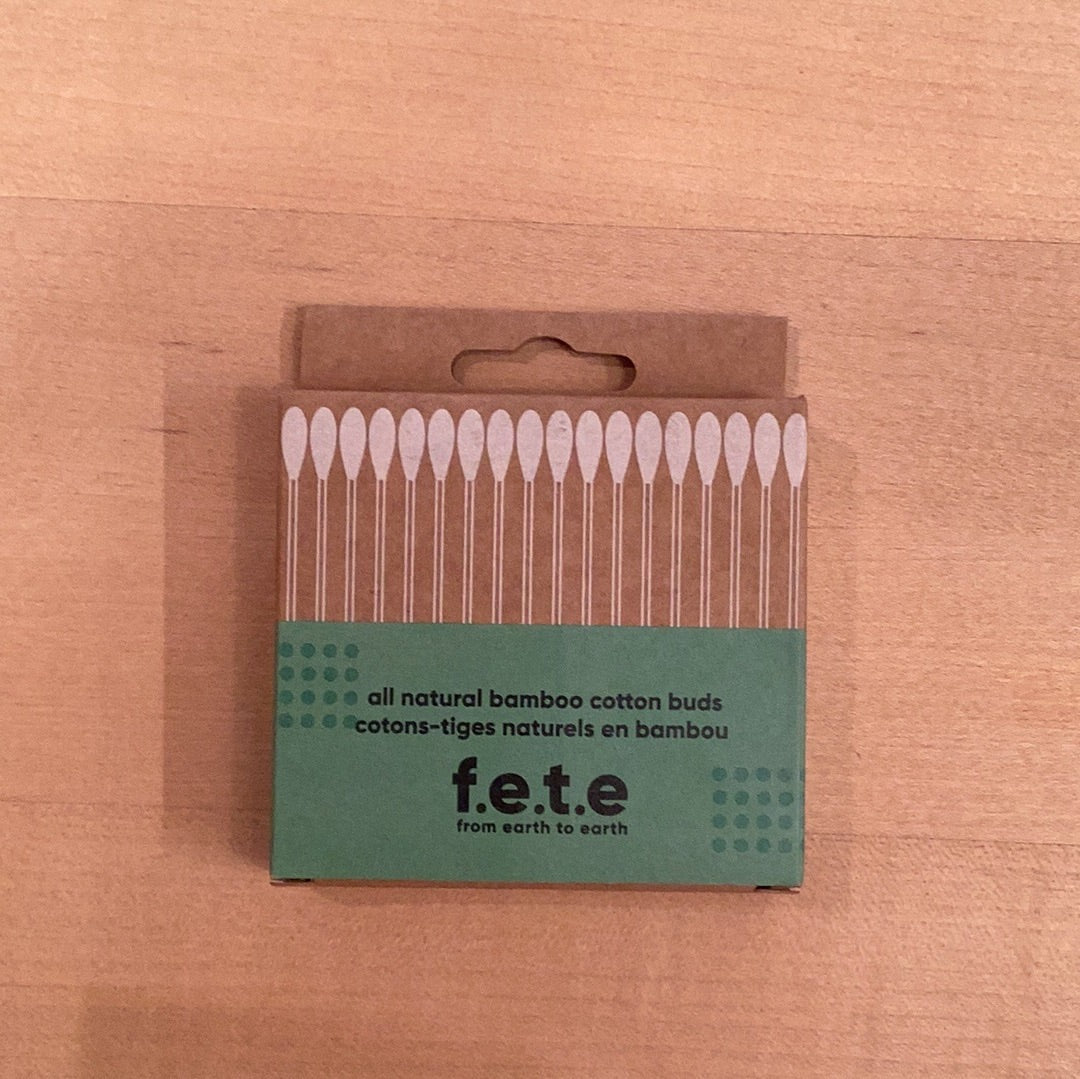 all natural bamboo cotton buds
cotons-tiges naturels en bambou
f.e.t.e
from earth to earth